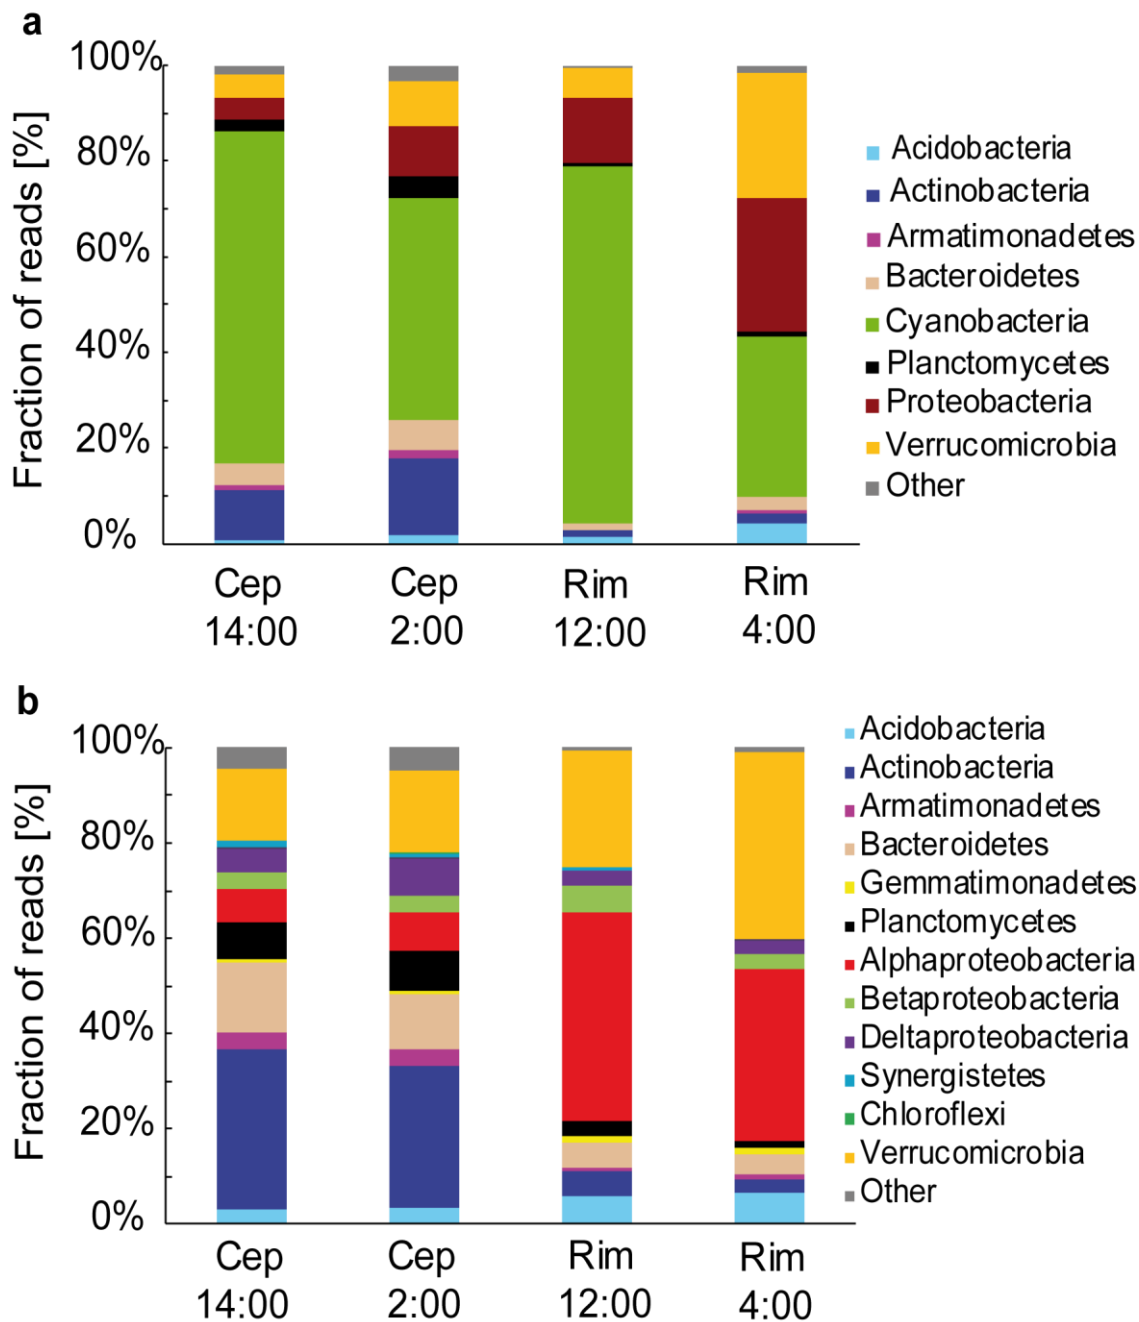 a
Fraction of reads [%]
100%
80%
60%
40%
20%
0%
Cep
14:00
Cep
2:00
Rim
12:00
Rim
4:00
Acidobacteria
Actinobacteria
Armatimonadetes
Bacteroidetes
Cyanobacteria
Planctomycetes
Proteobacteria
Verrucomicrobia
Other
b
Fraction of reads [%]
100%
80%
60%
40%
20%
0%
Cep
14:00
Cep
2:00
Rim
12:00
Rim
4:00
Acidobacteria
Actinobacteria
Armatimonadetes
Bacteroidetes
Gemmatimonadetes
Planctomycetes
Alphaproteobacteria
Betaproteobacteria
Deltaproteobacteria
Synergistetes
Chloroflexi
Verrucomicrobia
Other